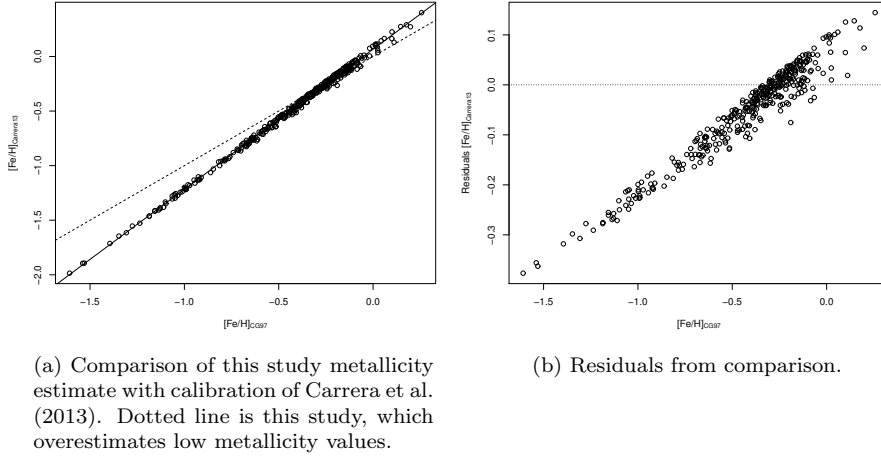 0.0
−0.5
−1.0
−1.5
−2.0
[Fe/H]Carrera13
−1.5 −1.0 −0.5 0.0
[Fe/H]CG97
0.1
0.0
−0.1
−0.2
−0.3
Residuals [Fe/H]Carrera13
−1.5 −1.0 −0.5 0.0
[Fe/H]CG97
(a) Comparison of this study metallicity
estimate with calibration of Carrera et al.
(2013). Dotted line is this study, which
overestimates low metallicity values.
(b) Residuals from comparison.